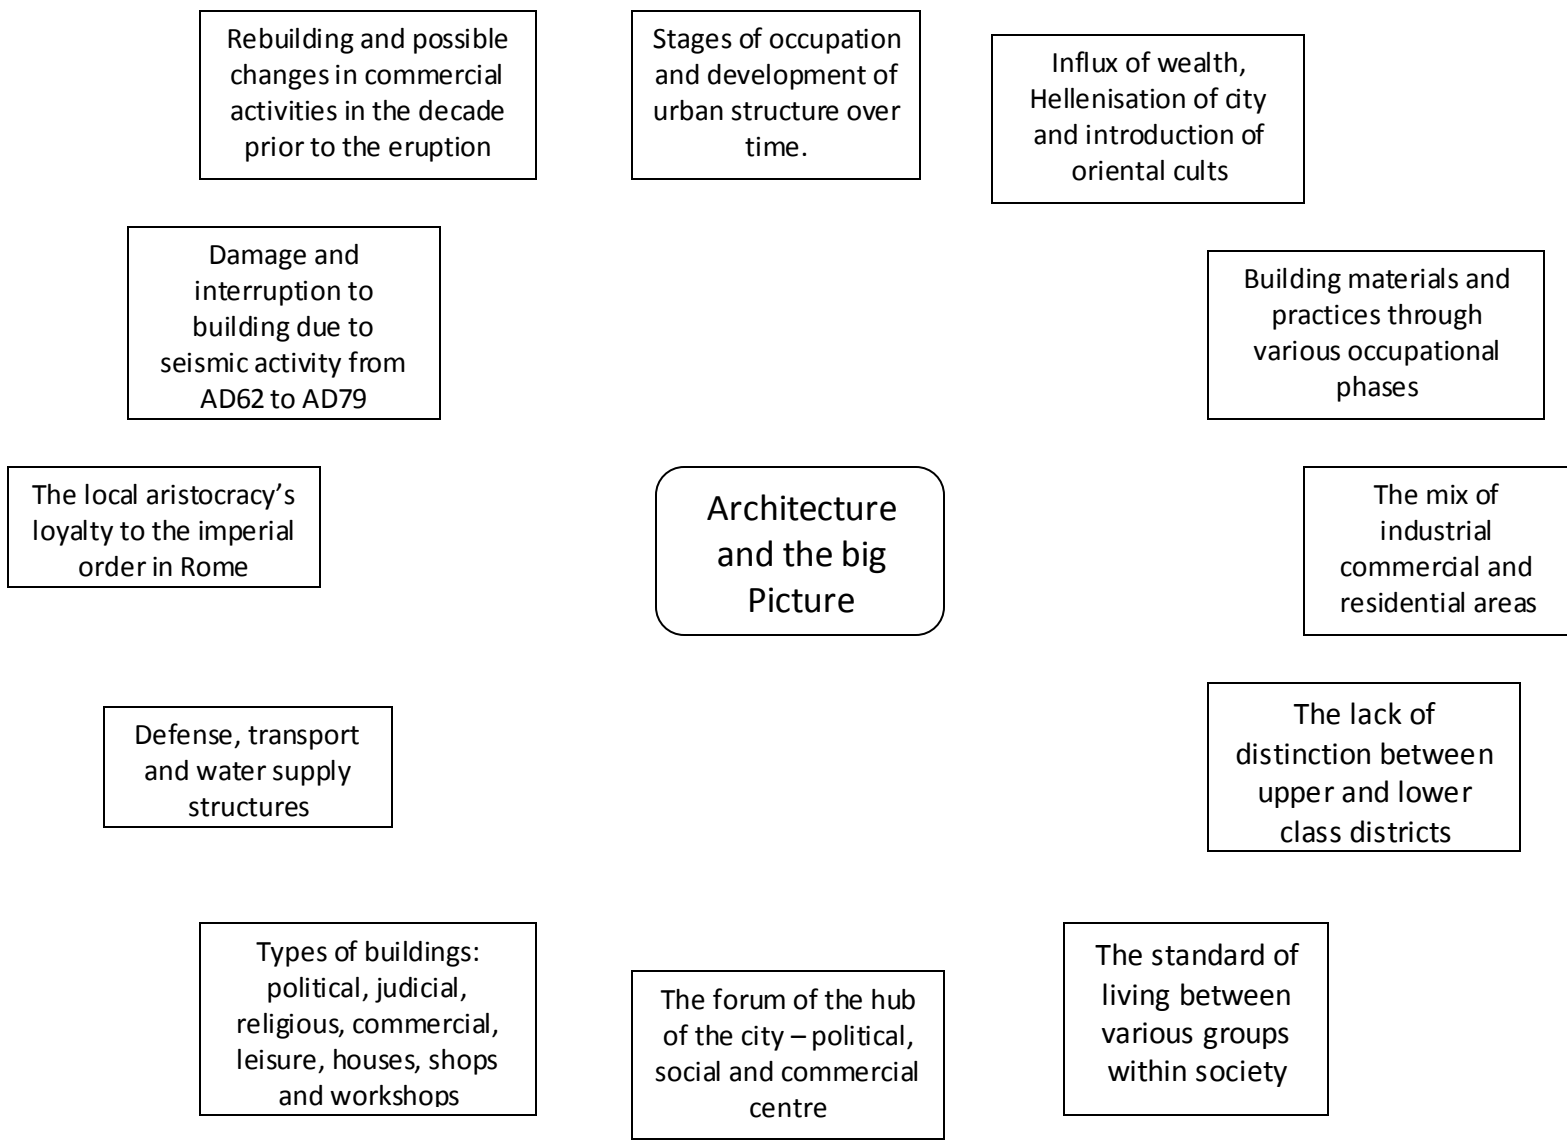 Rebuilding and possible
changes in commercial
activities in the decade
prior to the eruption
Stages of occupation
and development of
urban structure over
time.
Influx of wealth,
Hellenisation of city
and introduction of
oriental cults
Damage and
interruption to
building due to
seismic activity from
AD62 to AD79
Building materials and
practices through
various occupational
phases
The local aristocracy’s
loyalty to the imperial
order in Rome
Architecture
and the big
Picture
The mix of
industrial
commercial and
residential areas
Defense, transport
and water supply
structures
The lack of
distinction between
upper and lower
class districts
Types of buildings:
political, judicial,
religious, commercial,
leisure, houses, shops
and workshops
The forum of the hub
of the city – political,
social and commercial
centre
The standard of
living between
various groups
within society